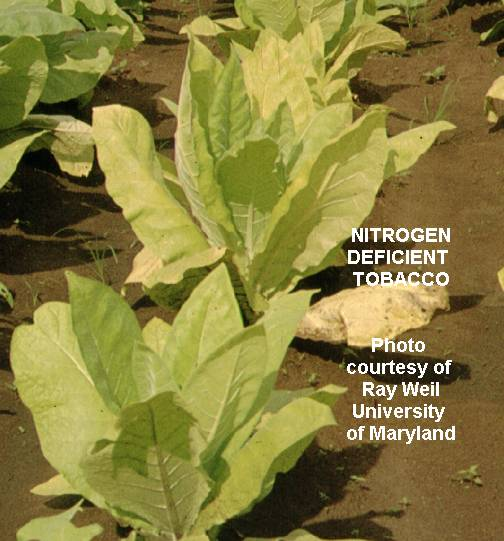 NITROGEN
DEFICIENT
TOBACCO
Photo
courtesy of
Ray Weil
University
of Maryland